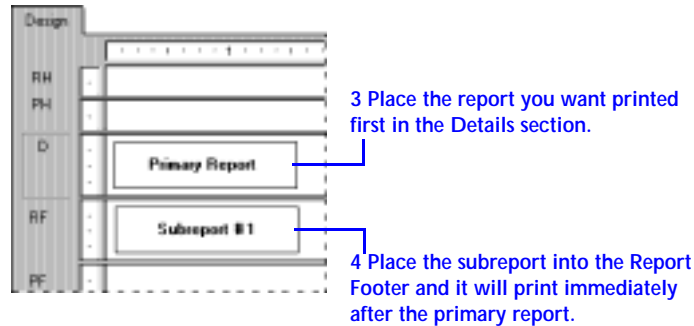 Design
1
RH
PH
3 Place the report you want printed
first in the Details section.
D
Primary Report
RF
Subreport #1
4 Place the subreport into the Report
Footer and it will print immediately
after the primary report.
PF